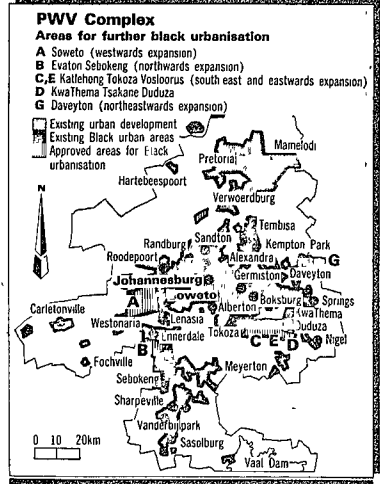 PWV Complex
Areas for further black urbanisation
A Soweto (westwards expansion)
B Evaton Sebokeng (northwards expansion)
C,E Katlehong Tokoza Vosloorus (south east and eastwards expansion)
D KwaThema Tsakane Duduza
G Daveyton (northeastwards expansion)
Existing urban development
Existing Black urban areas
Approved areas for Black
urbanisation
Mamelodi
Pretoria
Hartebeespoort
Verwoerdburg
N
Tembisa
Sandton
Randburg
Kempton Park
Roodepoort
Alexandra
G
Germiston
Daveyton
Johannesburg
A
oweto
Boksburg
Springs
Carletonville
Lenasia
Alberton
KwaThema
Westonaria
Ennerdale
Tokoza
Duduza
B
C
E
D
Nigel
Fochville
Meyerton
Sebokeng
Sharpeville
Vanderbijlpark
0 10 20km
Sasolburg
Vaal Dam